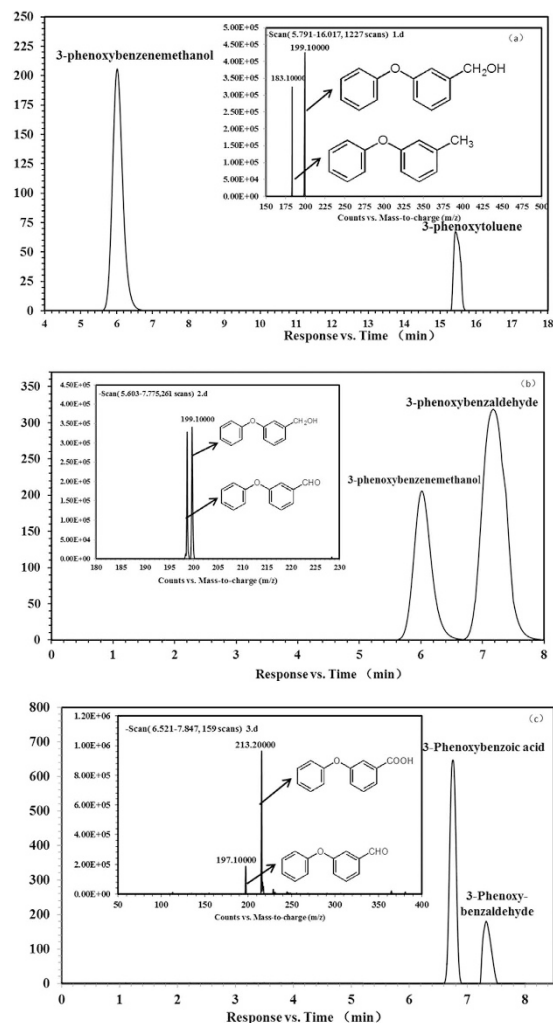 250
225
200
175
150
125
100
75
50
25
0
3-phenoxybenzenemethanol
-Scan( 5.791-16.017, 1227 scans) 1.d
(a)
5.00E+05
4.50E+05
4.00E+05
3.50E+05
3.00E+05
2.50E+05
2.00E+05
1.50E+05
1.00E+05
5.00E+04
0.00E+00
199.10000
183.10000
O
CH2OH
O
CH3
150 175 200 225 250 275 300 325 350 375 390 425 450 475 500
Counts vs. Mass-to-charge (m/z)
3-phenoxytoluene
4 5 6 7 8 9 10 11 12 13 14 15 16 17 18
Response vs. Time （min）
350
300
250
200
150
100
50
0
(b)
-Scan( 5.603-7.775,261 scans) 2.d
4.50E+05
4.00E+05
3.50E+05
3.00E+05
2.50E+05
2.00E+05
1.50E+05
1.00E+05
5.00E+04
0.00E+00
199.10000
O
CH2OH
O
CHO
180 185 190 195 200 205 210 215 220 225 230
Counts vs. Mass-to-charge (m/z)
3-phenoxybenzaldehyde
3-phenoxybenzenemethanol
0 1 2 3 4 5 6 7 8
Response vs. Time （min）
800
700
600
500
400
300
200
100
0
(c)
-Scan( 6.521-7.847, 159 scans) 3.d
1.20E+06
1.00E+06
8.00E+05
6.00E+05
4.00E+05
2.00E+05
0.00E+00
213.20000
O
COOH
197.10000
O
CHO
50 100 150 200 250 300 350 400
Counts vs. Mass-to-charge (m/z)
3-Phenoxybenzoic acid
3-Phenoxy-
benzaldehyde
0 1 2 3 4 5 6 7 8
Response vs. Time （min）